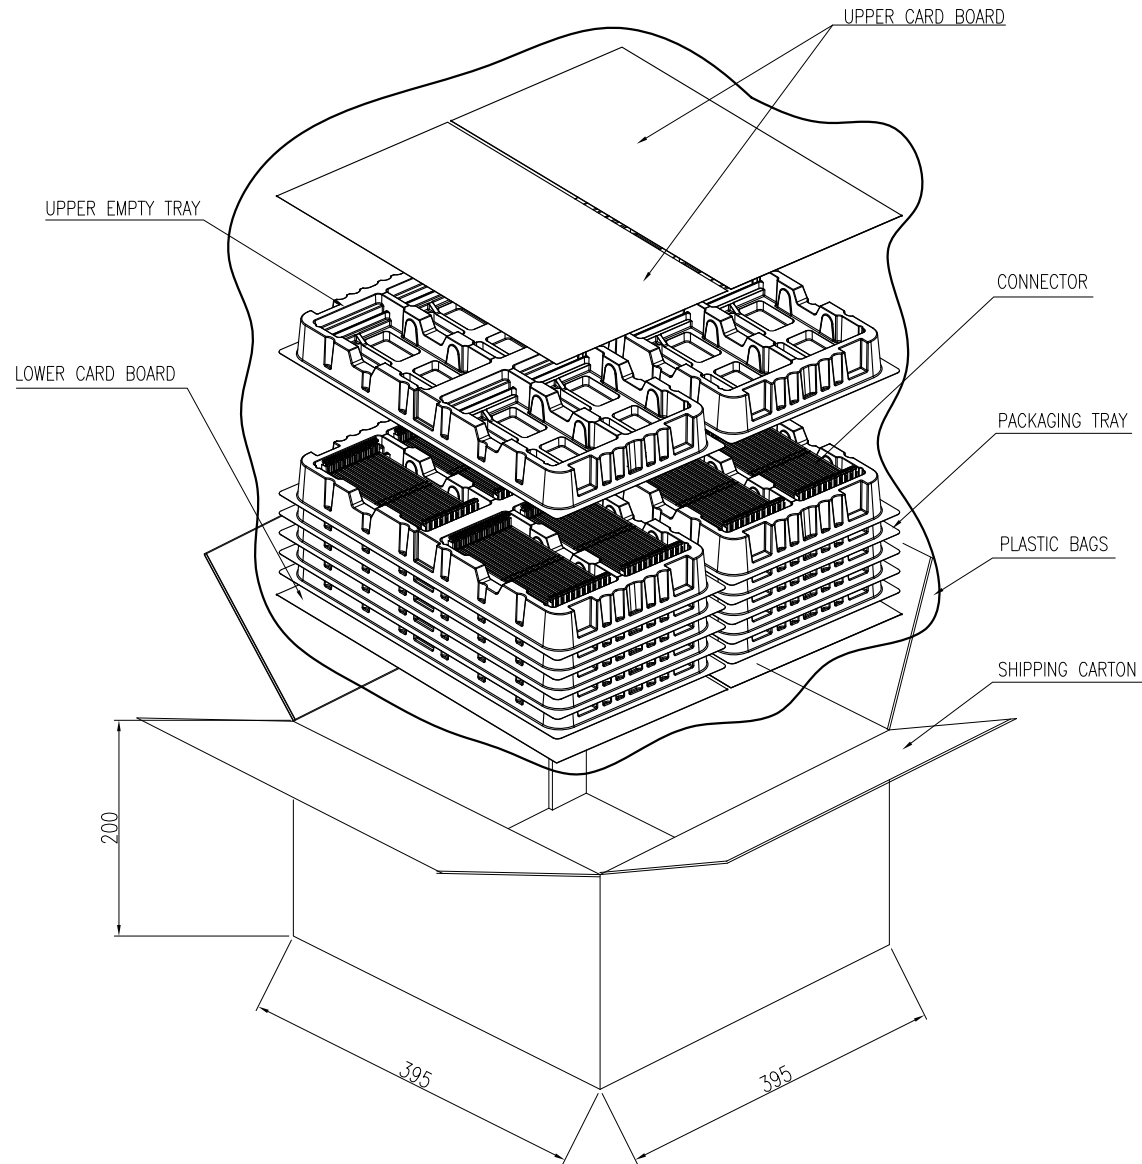 UPPER CARD BOARD
UPPER EMPTY TRAY
CONNECTOR
LOWER CARD BOARD
PACKAGING TRAY
PLASTIC BAGS
SHIPPING CARTON
200
395
395